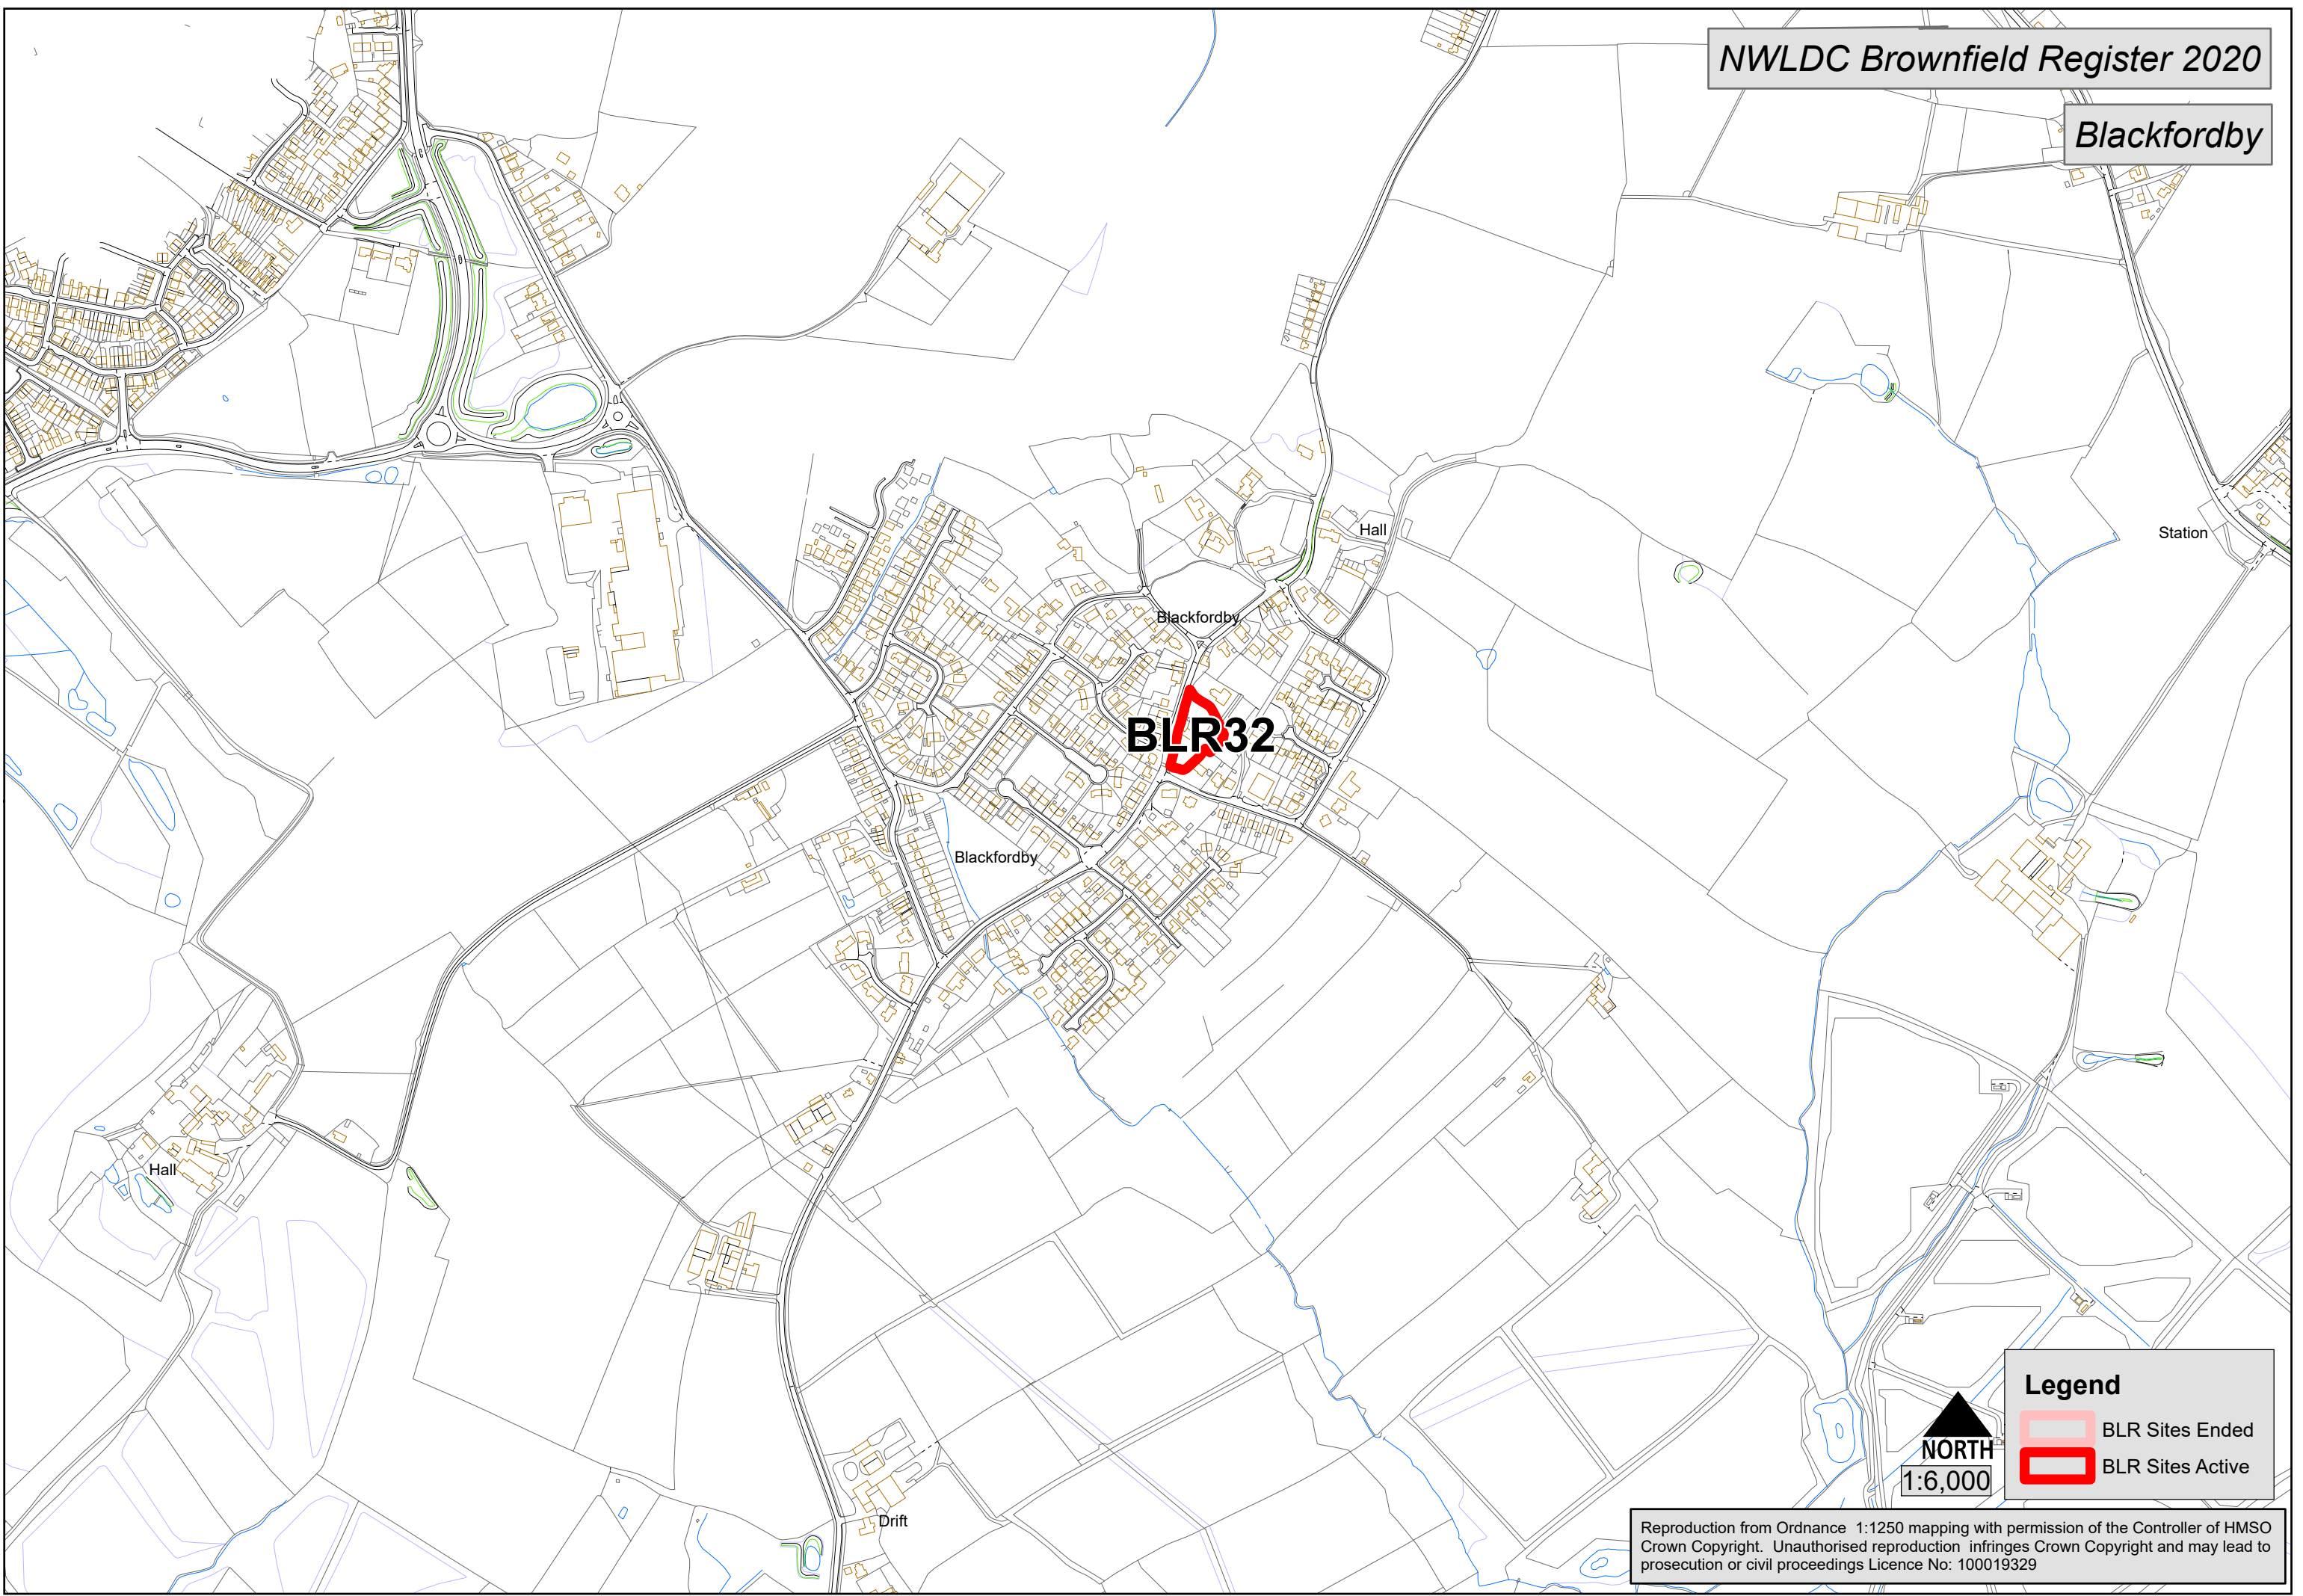 NWLDC Brownfield Register 2020
Blackfordby
Hall
Station
Blackfordby
BLR32
Blackfordby
Hall
Drift
Legend
BLR Sites Ended
BLR Sites Active
NORTH
1:6,000
Reproduction from Ordnance 1:1250 mapping with permission of the Controller of HMSO
Crown Copyright. Unauthorised reproduction infringes Crown Copyright and may lead to
prosecution or civil proceedings Licence No: 100019329